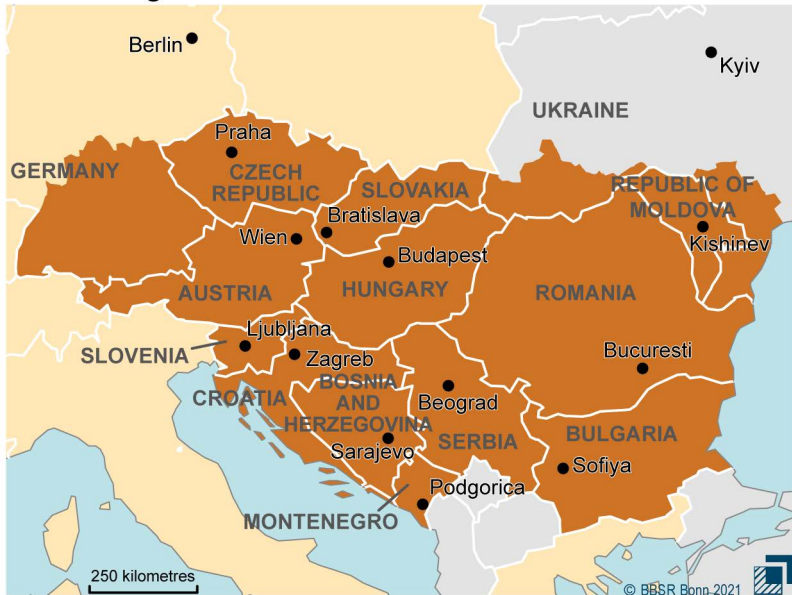 Berlin
Kyiv
UKRAINE
Praha
GERMANY
CZECH
REPUBLIC
SLOVAKIA
REPUBLIC OF
MOLDOVA
Bratislava
Wien
Kishinev
Budapest
AUSTRIA
HUNGARY
ROMANIA
Ljubljana
SLOVENIA
Zagreb
Bucuresti
BOSNIA
AND
HERZEGOVINA
CROATIA
Beograd
SERBIA
BULGARIA
Sarajevo
Sofiya
Podgorica
MONTENEGRO
250 kilometres
© BBSR Bonn 2021